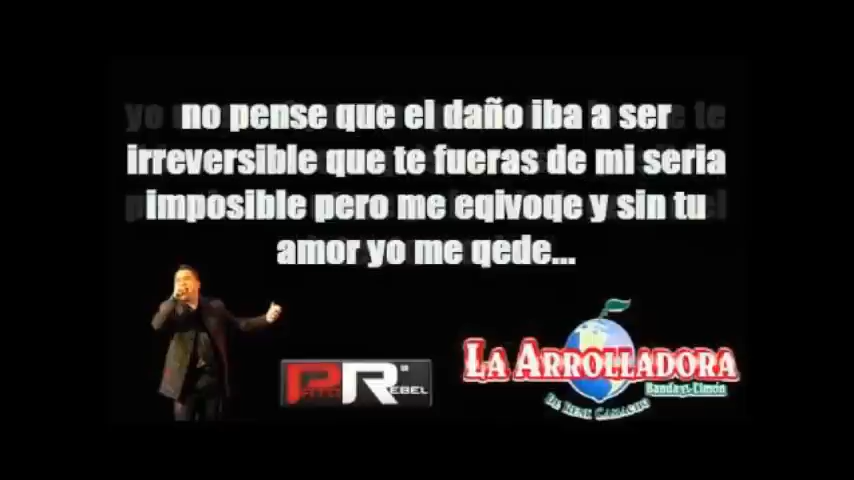 no pense que el daño iba a ser
irreversible que te fueras de mi seria
imposible pero me eqivoqe y sin tu
amor yo me qede...
LA ARROLLADORA
Banda el Limón
DE RENE CAMACHO
PR
REBEL